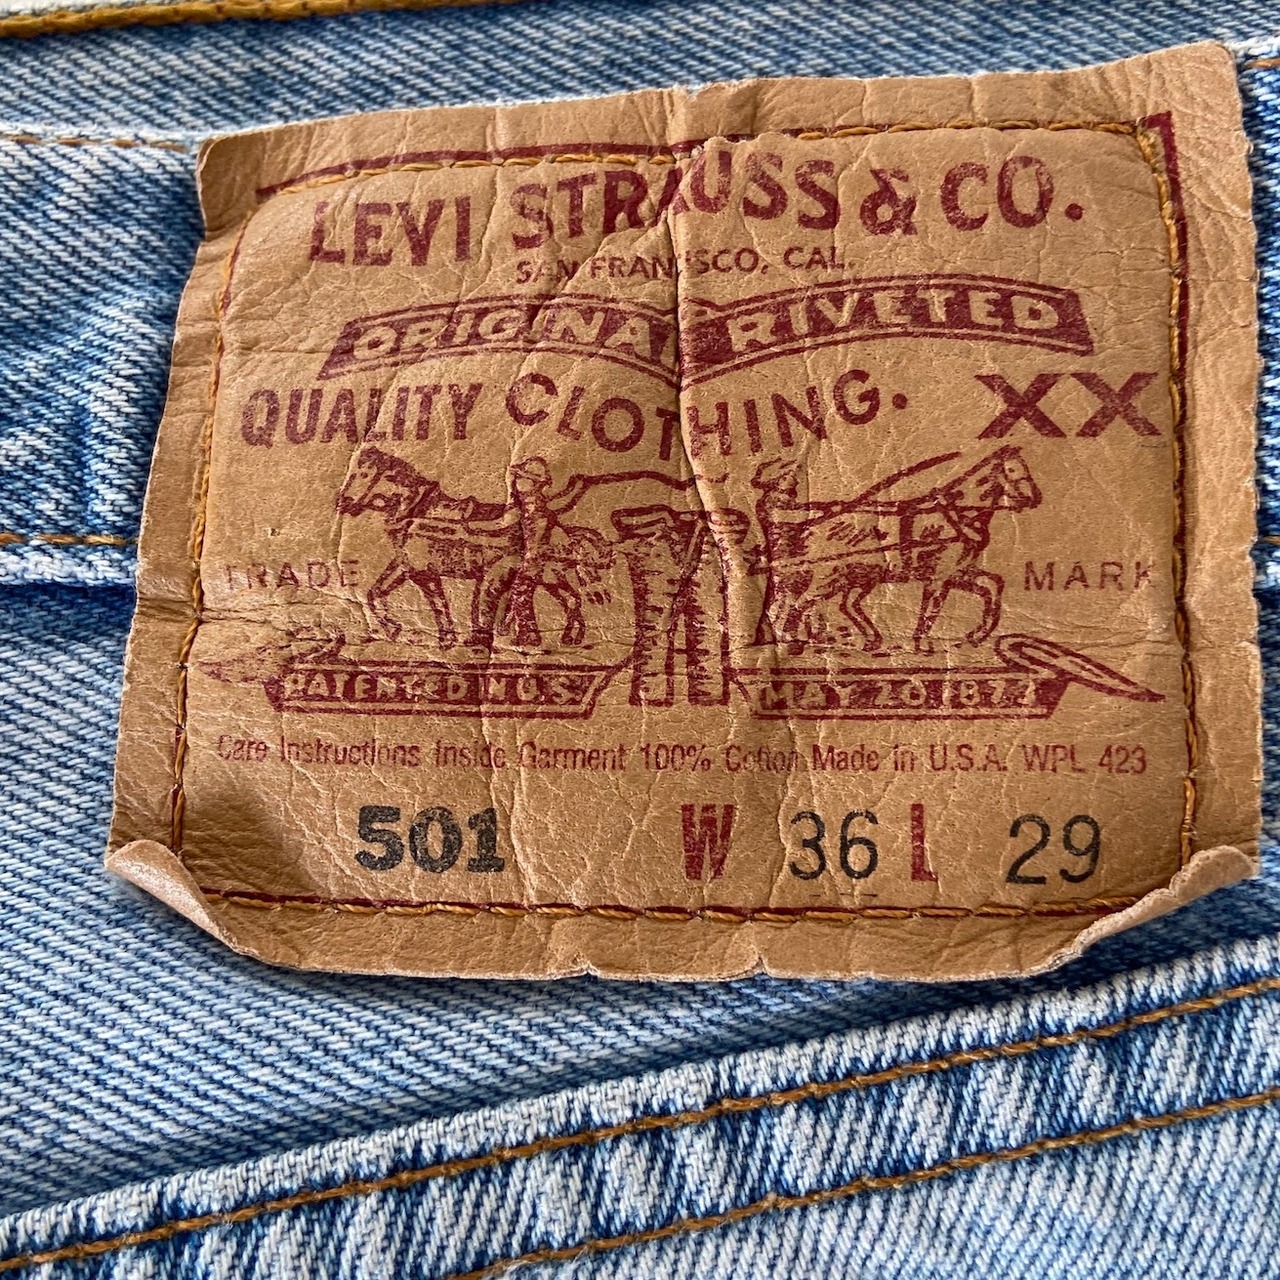 LEVI STRAUSS & CO.
SAN FRANCISCO, CAL.
ORIGINAL RIVETED
QUALITY CLOTHING. XX
TRADE MARK
PATENTED IN U.S. MAY 20 1873
Care Instructions Inside Garment 100% Cotton Made in U.S.A. WPL 423
501 W 36 L 29